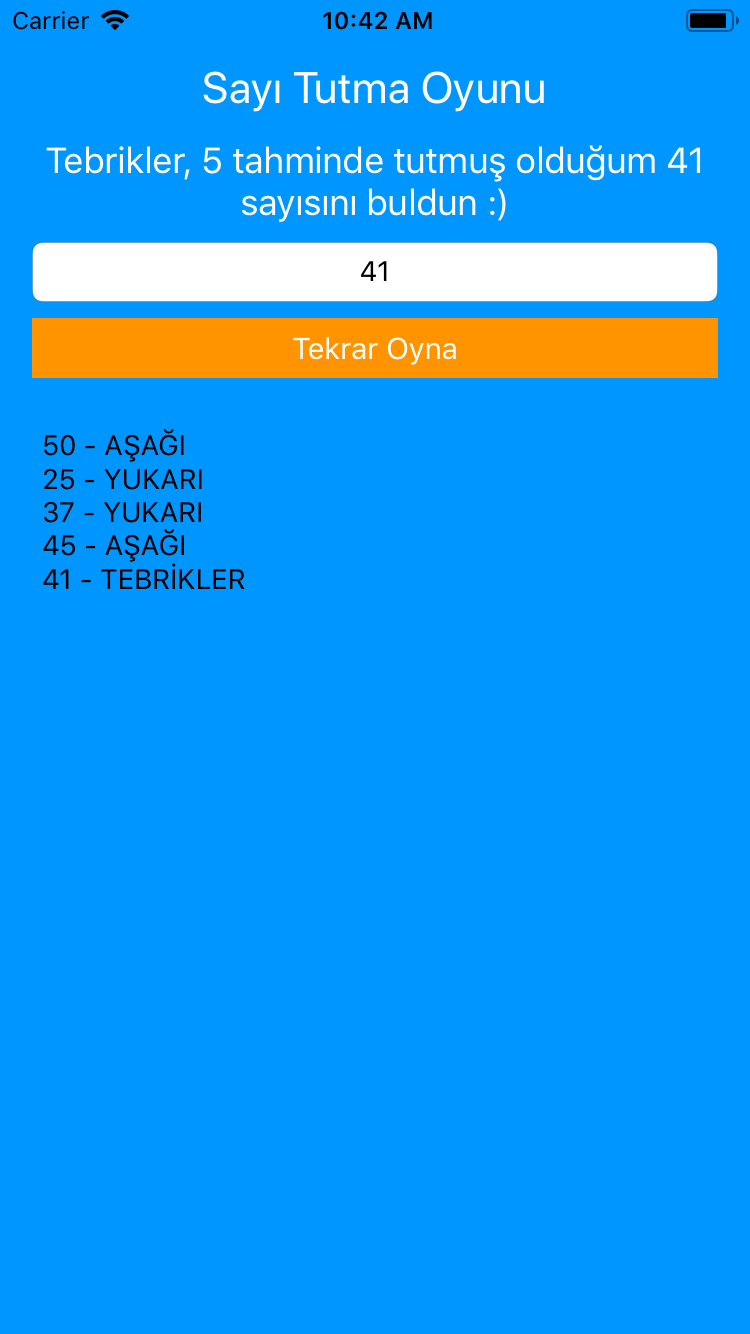 Carrier 10:42 AM
Sayı Tutma Oyunu
Tebrikler, 5 tahminde tutmuş olduğum 41
sayısını buldun :)
41
Tekrar Oyna
50 - AŞAĞI
25 - YUKARI
37 - YUKARI
45 - AŞAĞI
41 - TEBRİKLER